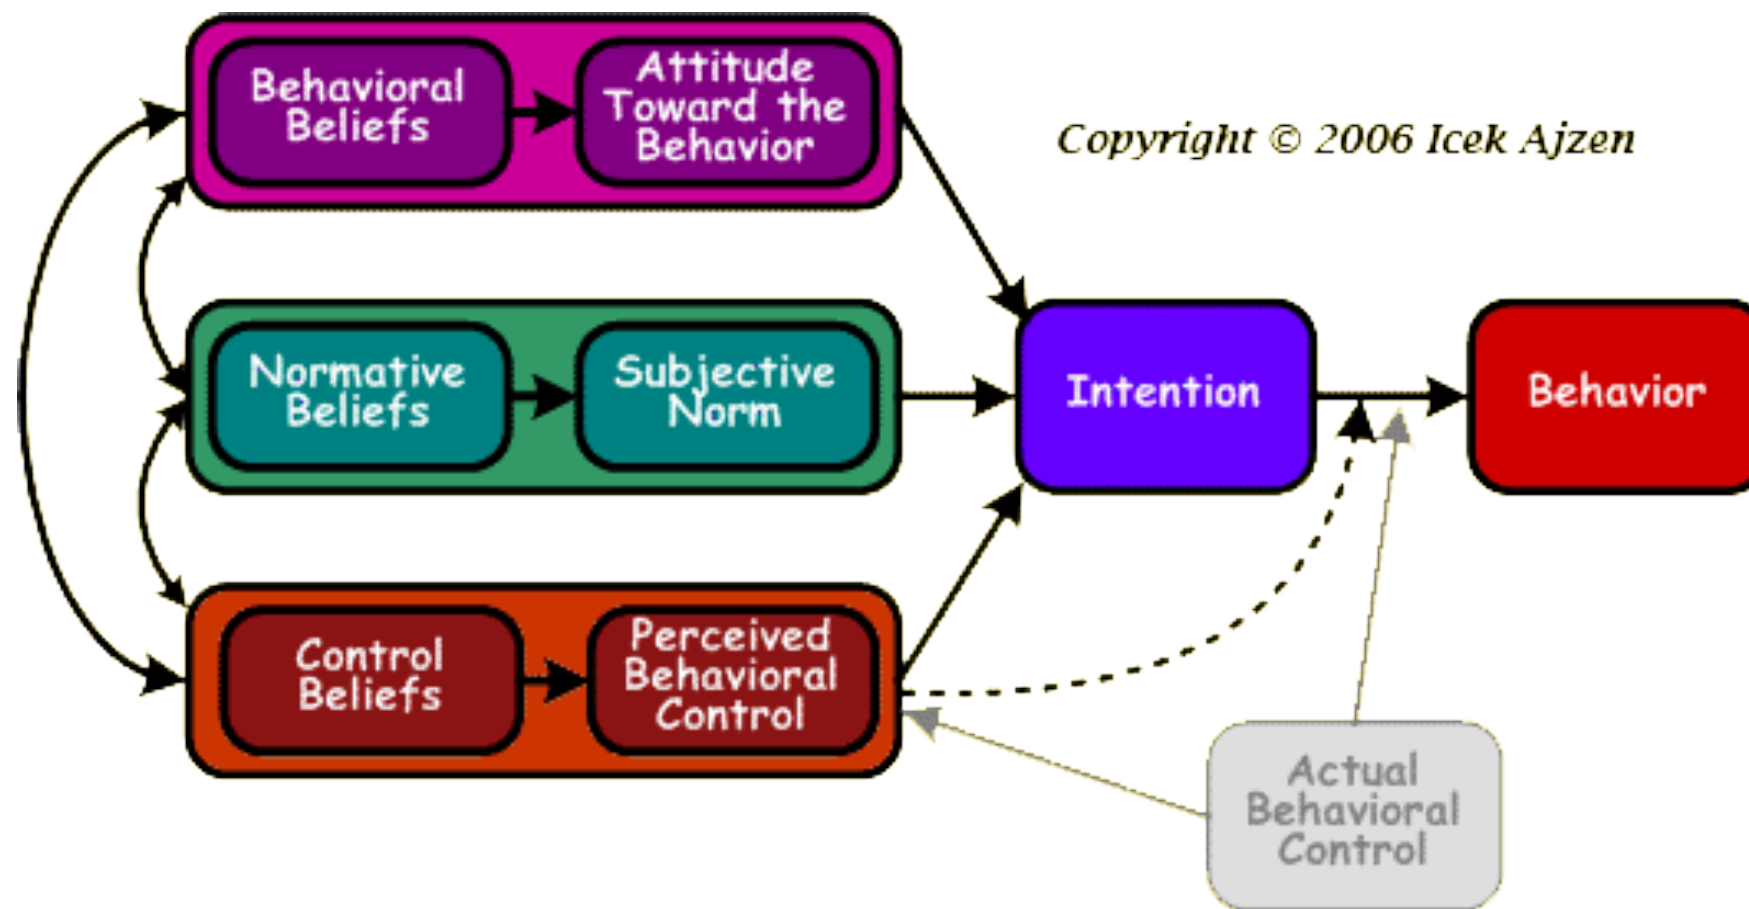 Behavioral
Beliefs
Attitude
Toward the
Behavior
Copyright © 2006 Icek Ajzen
Normative
Beliefs
Subjective
Norm
Intention
Behavior
Control
Beliefs
Perceived
Behavioral
Control
Actual
Behavioral
Control